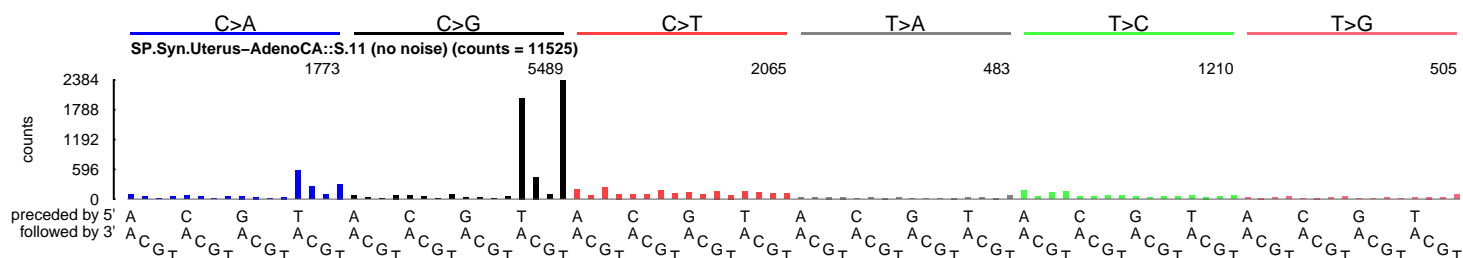 C>A C>G C>T T>A T>C T>G
SP.Syn.Uterus−AdenoCA::S.11 (no noise) (counts = 11525)
1773 5489 2065 483 1210 505
2384
1788
1192
596
0
counts
preceded by 5' A C G T A C G T A C G T A C G T A C G T A C G T
followed by 3' A C G T A C G T A C G T A C G T A C G T A C G T A C G T A C G T A C G T A C G T A C G T A C G T A C G T A C G T A C G T A C G T A C G T A C G T A C G T A C G T A C G T A C G T A C G T A C G T